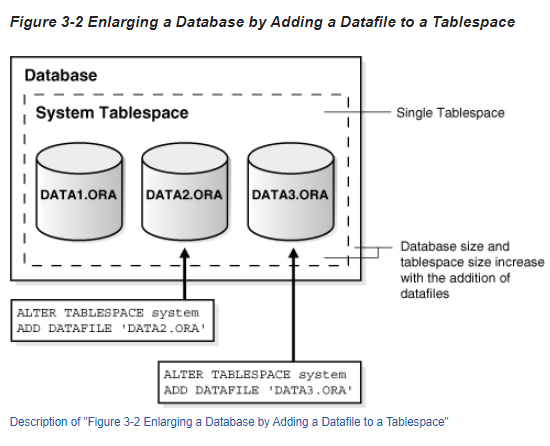 Figure 3-2 Enlarging a Database by Adding a Datafile to a Tablespace
Database
System Tablespace
Single Tablespace
DATA1.ORA
DATA2.ORA
DATA3.ORA
Database size and
tablespace size increase
with the addition of
datafiles
ALTER TABLESPACE system
ADD DATAFILE 'DATA2.ORA'
ALTER TABLESPACE system
ADD DATAFILE 'DATA3.ORA'
Description of "Figure 3-2 Enlarging a Database by Adding a Datafile to a Tablespace"